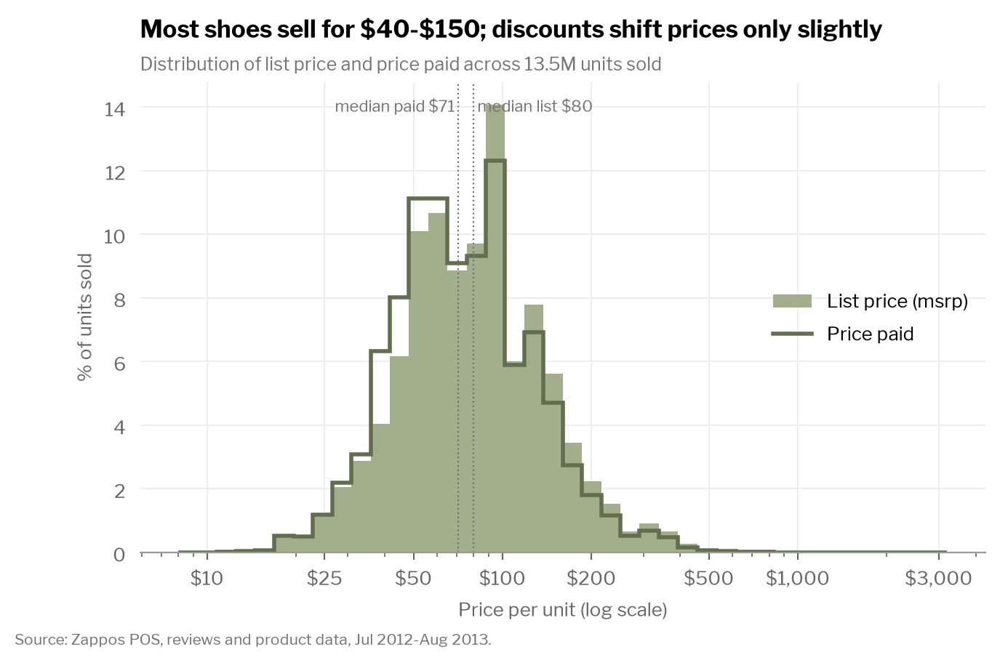 Most shoes sell for $40-$150; discounts shift prices only slightly
Distribution of list price and price paid across 13.5M units sold
median paid $71
median list $80
14
12
10
8
6
4
2
0
% of units sold
List price (msrp)
Price paid
$10
$25
$50
$100
$200
$500
$1,000
$3,000
Price per unit (log scale)
Source: Zappos POS, reviews and product data, Jul 2012-Aug 2013.